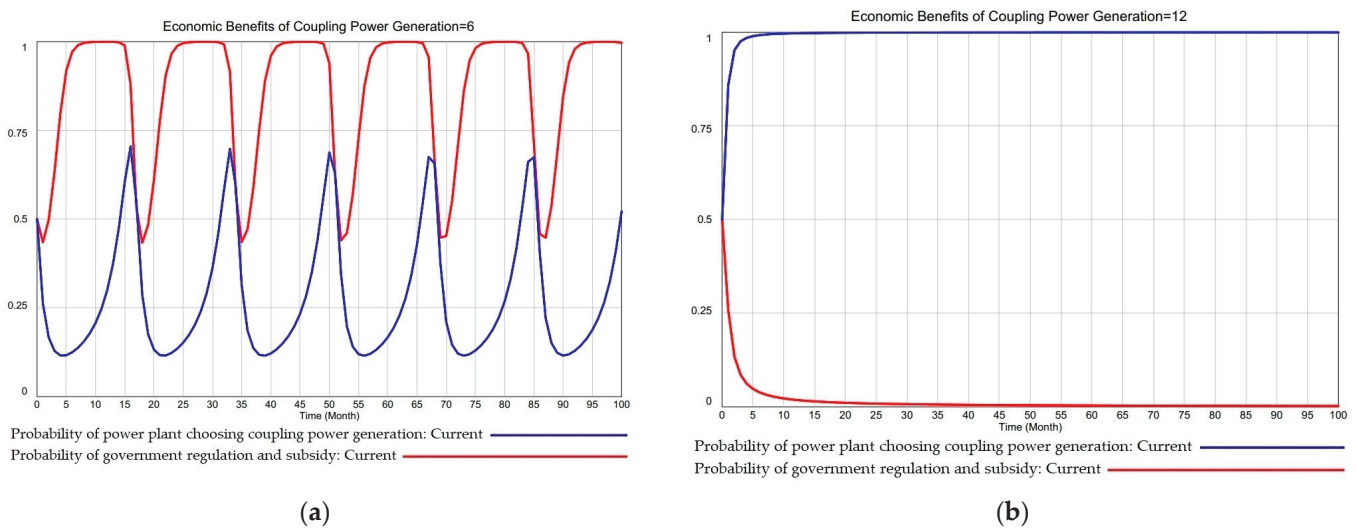 Economic Benefits of Coupling Power Generation=6
1
0.75
0.5
0.25
0
0 5 10 15 20 25 30 35 40 45 50 55 60 65 70 75 80 85 90 95 100
Time (Month)
Probability of power plant choosing coupling power generation: Current
Probability of government regulation and subsidy: Current
(a)
Economic Benefits of Coupling Power Generation=12
1
0.75
0.5
0.25
0
0 5 10 15 20 25 30 35 40 45 50 55 60 65 70 75 80 85 90 95 100
Time (Month)
Probability of power plant choosing coupling power generation: Current
Probability of government regulation and subsidy: Current
(b)